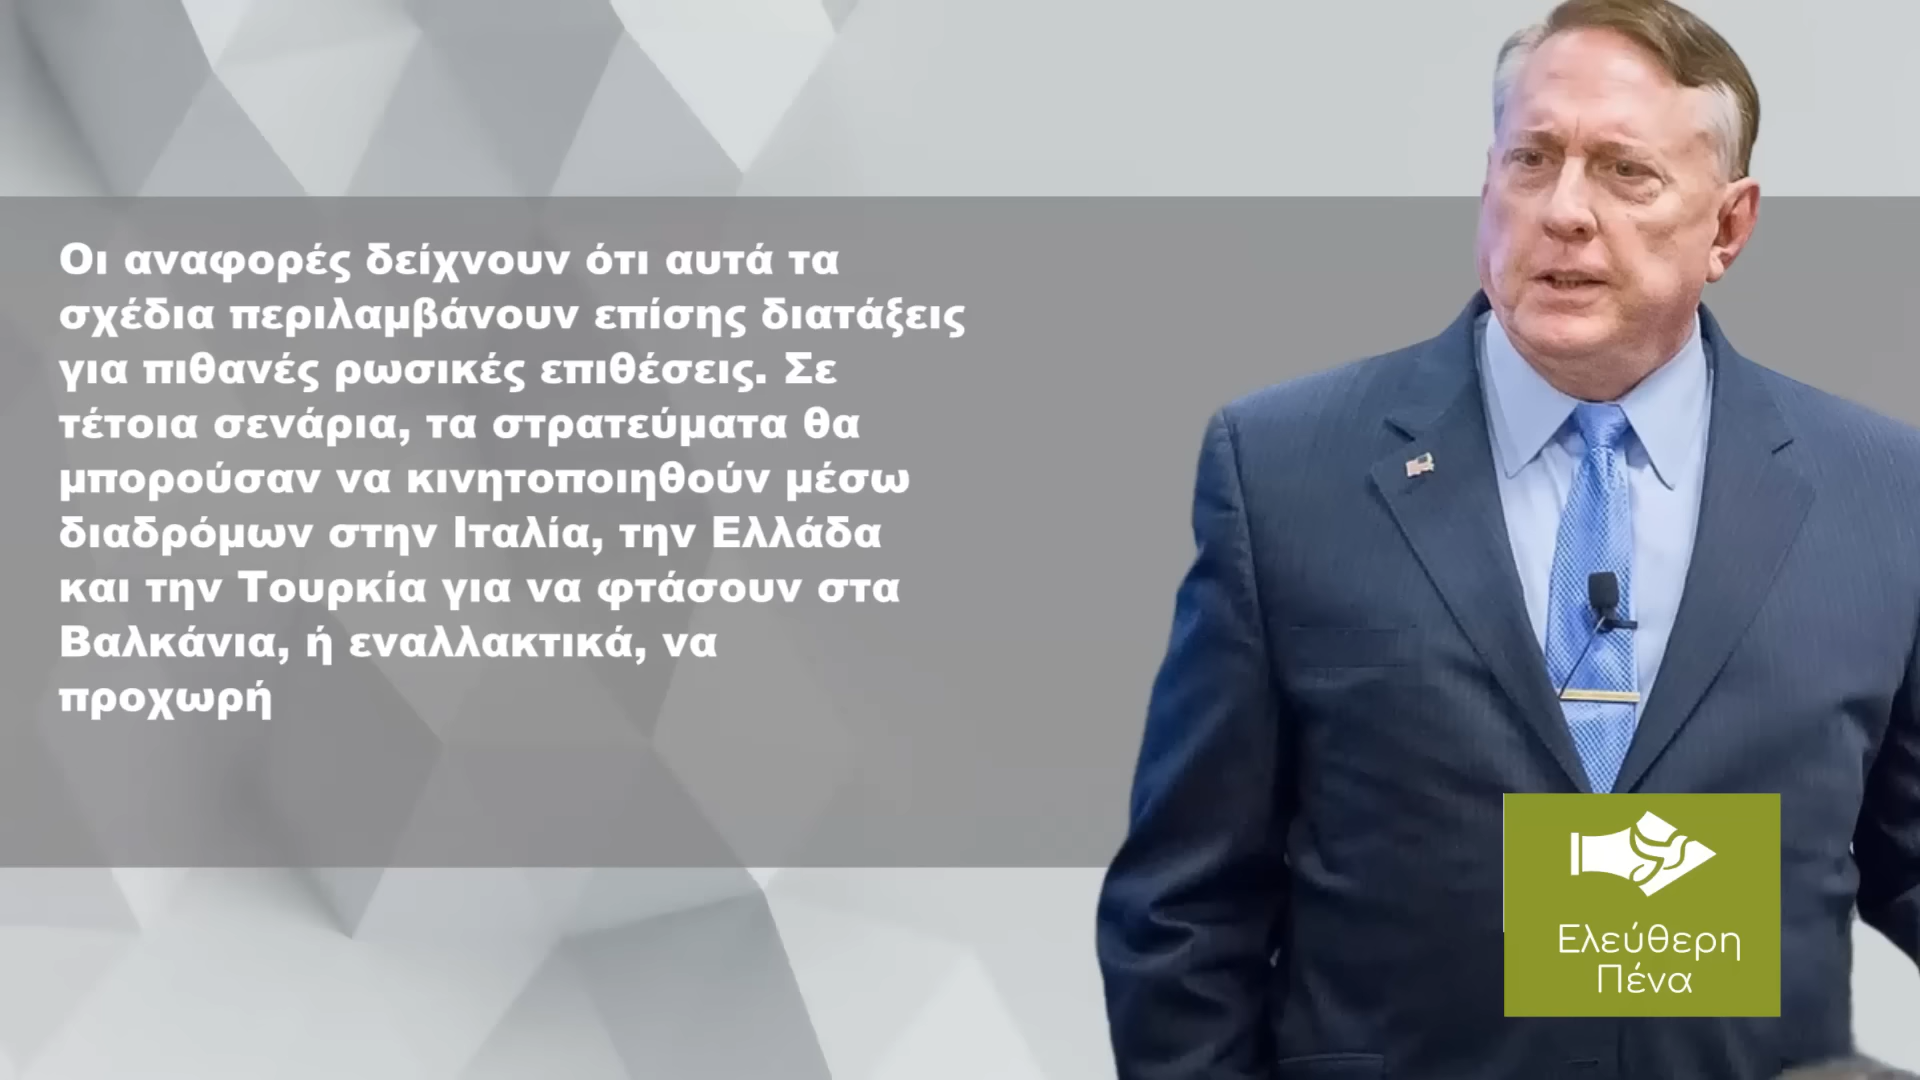 Οι αναφορές δείχνουν ότι αυτά τα
σχέδια περιλαμβάνουν επίσης διατάξεις
για πιθανές ρωσικές επιθέσεις. Σε
τέτοια σενάρια, τα στρατεύματα θα
μπορούσαν να κινητοποιηθούν μέσω
διαδρόμων στην Ιταλία, την Ελλάδα
και την Τουρκία για να φτάσουν στα
Βαλκάνια, ή εναλλακτικά, να
προχωρή
Ελεύθερη
Πένα